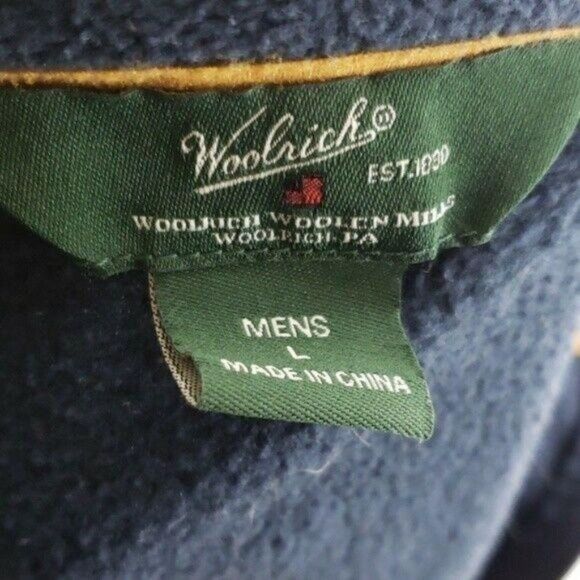 Woolrich®
EST.1830
WOOLRICH WOOLEN MILLS
WOOLRICH, PA
MENS
L
MADE IN CHINA